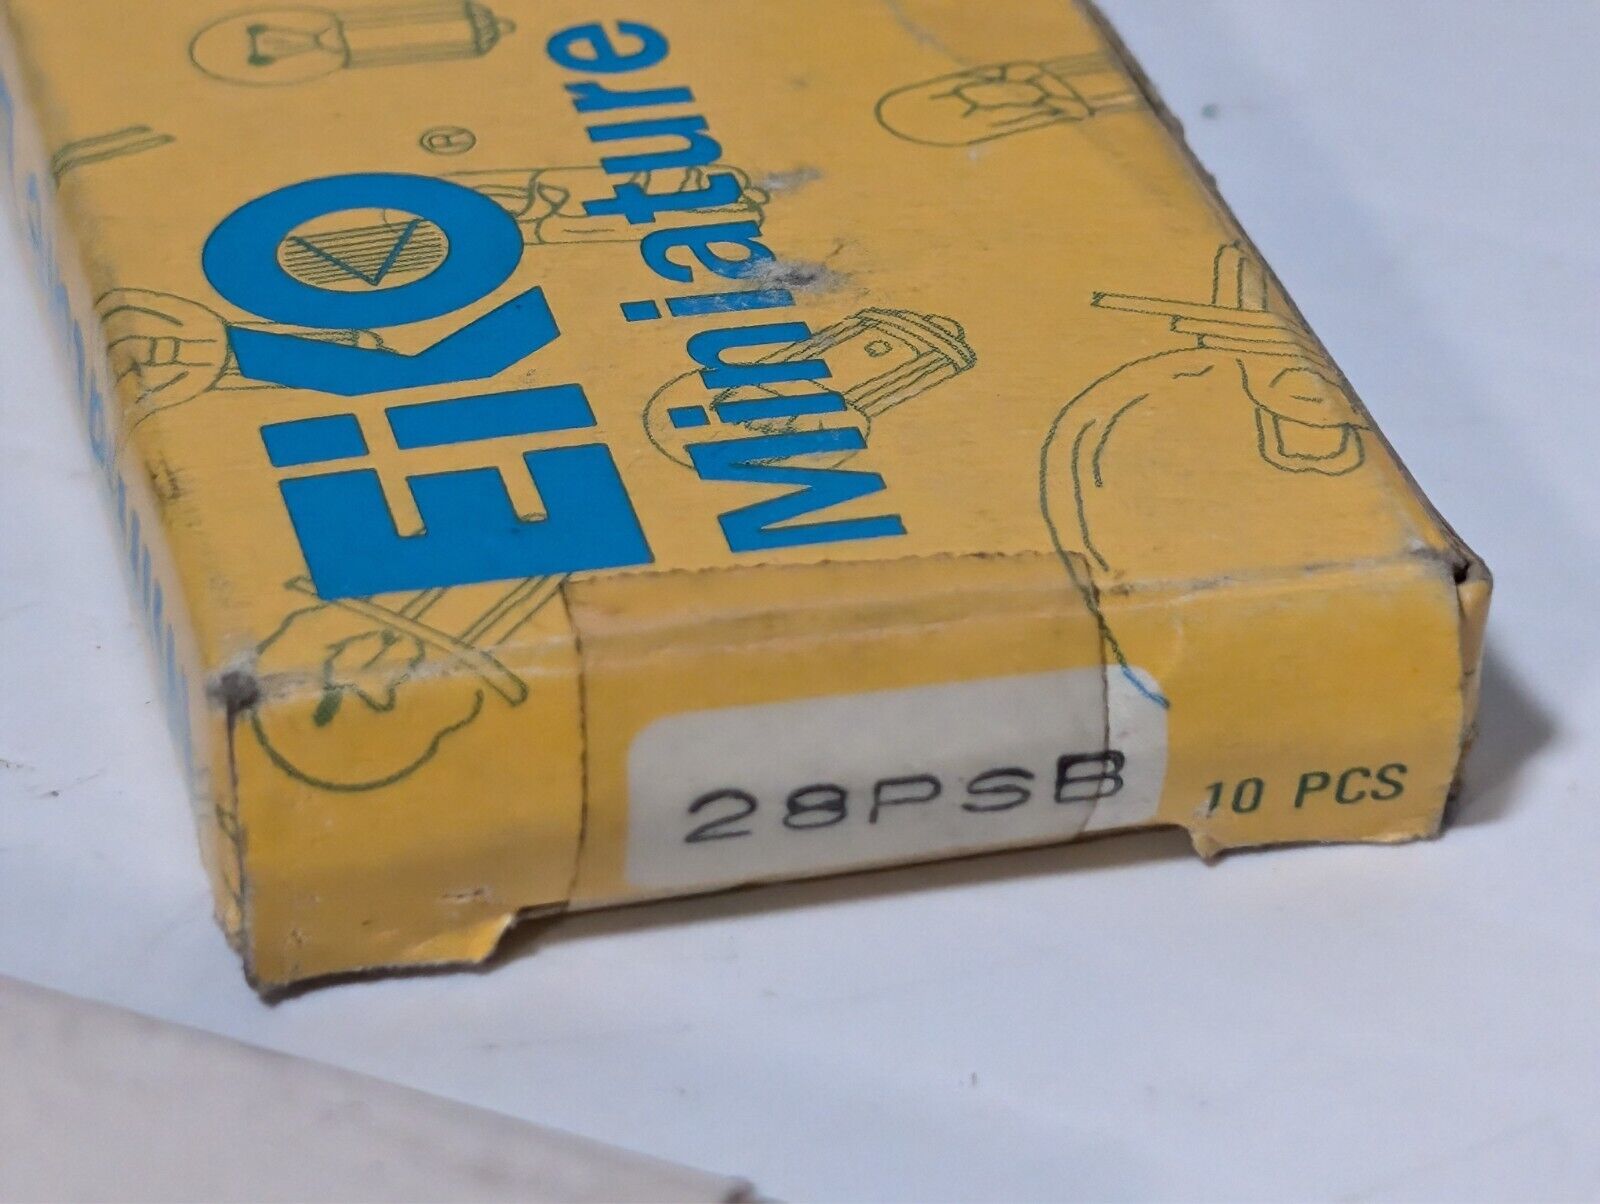 EiKO ®
Miniature
28PSB
10 PCS